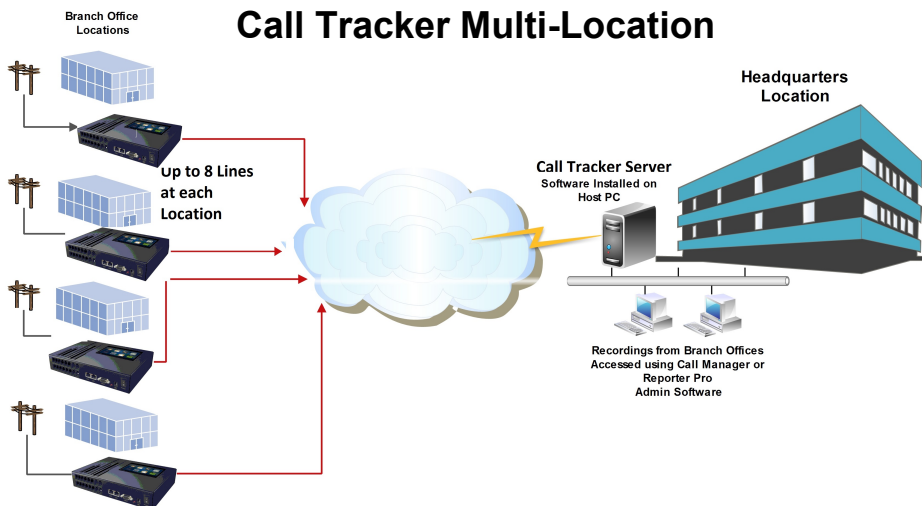 Call Tracker Multi-Location
Branch Office
Locations
Up to 8 Lines
at each
Location
Headquarters
Location
Call Tracker Server
Software Installed on
Host PC
Recordings from Branch Offices
Accessed using Call Manager or
Reporter Pro
Admin Software